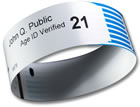 John Q. Public
Age ID Verified
21